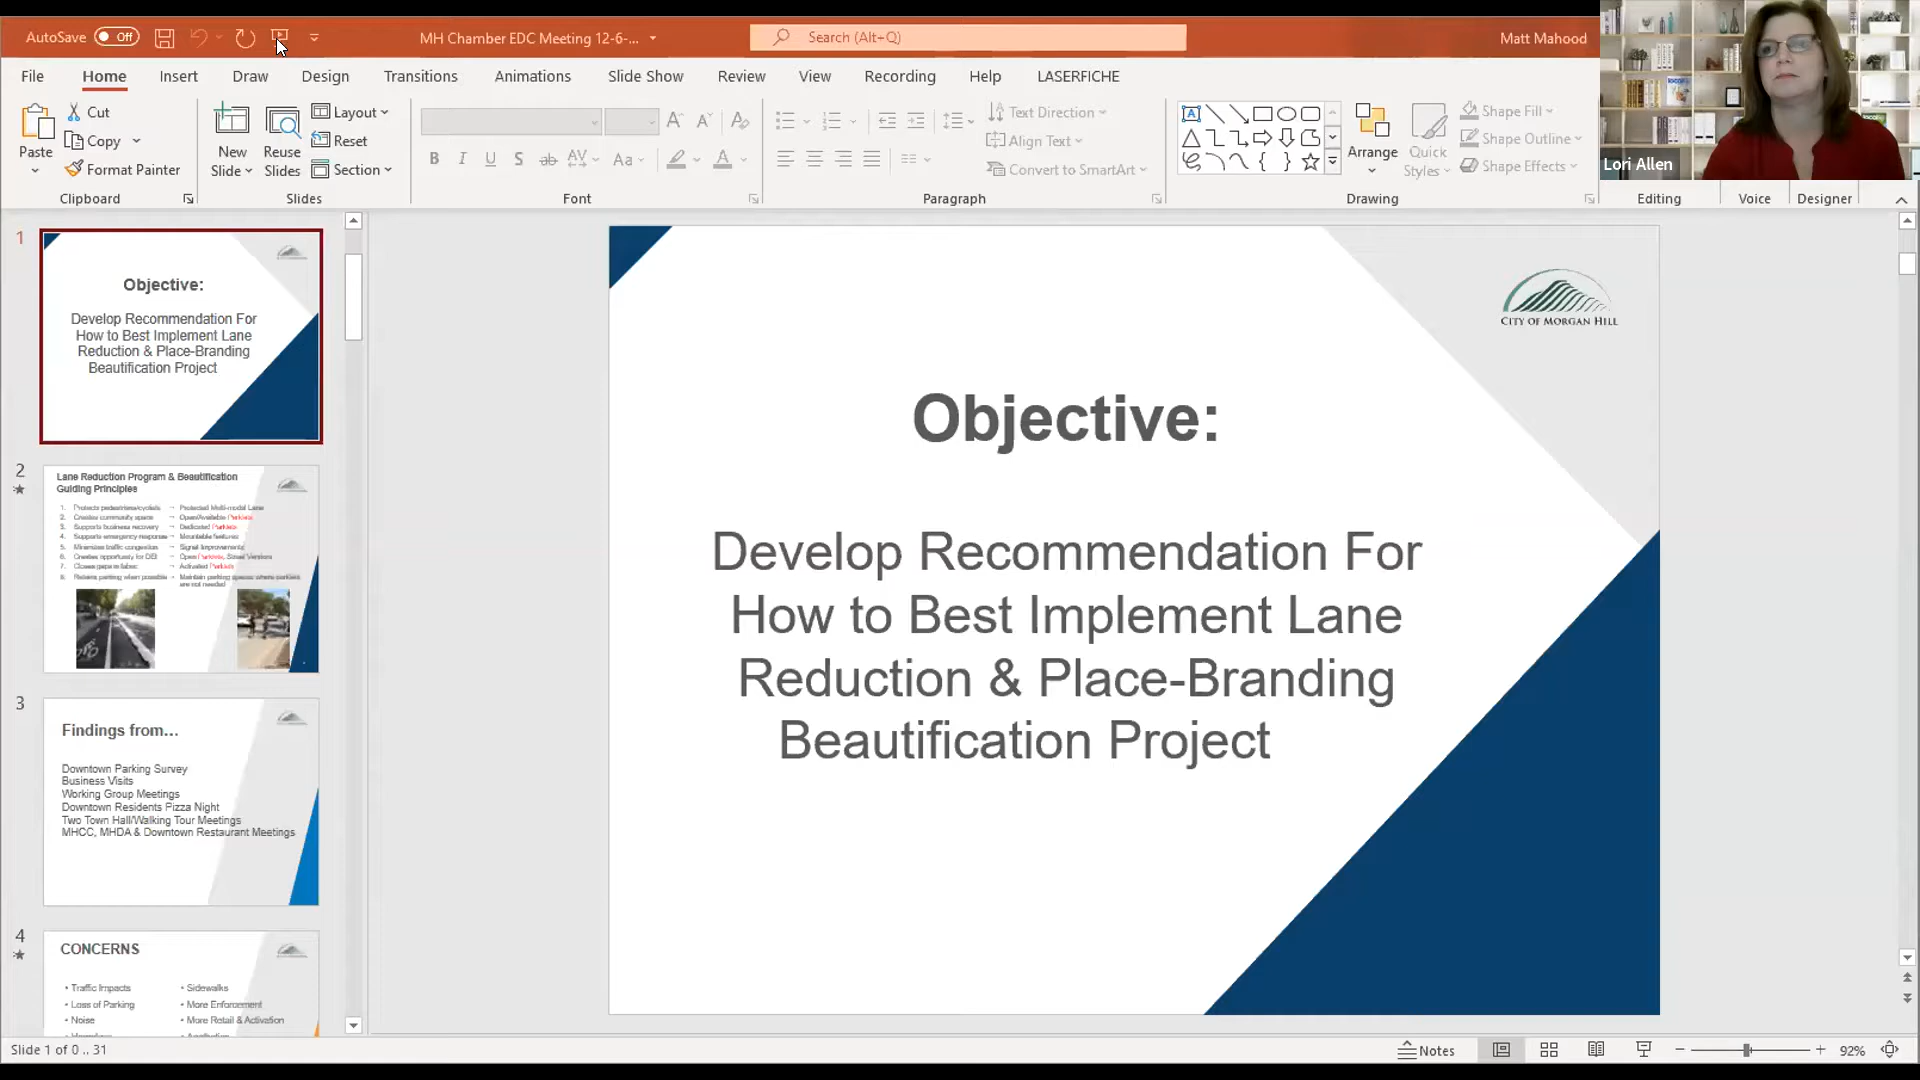 AutoSave Off
MH Chamber EDC Meeting 12-6-...
Search (Alt+Q)
Matt Mahood
File Home Insert Draw Design Transitions Animations Slide Show Review View Recording Help LASERFICHE
Paste
Cut
Copy
Format Painter
Clipboard
New
Slide
Reuse
Slides
Layout
Reset
Section
Slides
B I U S ab AV Aa A
Font
Text Direction
Align Text
Convert to SmartArt
Paragraph
Arrange
Quick
Styles
Shape Fill
Shape Outline
Shape Effects
Drawing
Editing
Voice
Designer
Lori Allen
1
Objective:
Develop Recommendation For
How to Best Implement Lane
Reduction & Place-Branding
Beautification Project
2
Lane Reduction Program & Beautification
Guiding Principles
1. Protects pedestrians/cyclists → Protected Multi-modal Lane
2. Creates community space → Open/Available Parklets
3. Supports business recovery → Dedicated Parklets
4. Supports emergency response → Mountable features
5. Minimizes traffic congestion → Signal Improvements
6. Creates opportunity for DEI → Open Parklets, Street Vendors
7. Closes gaps in fabric → Activated Parklets
8. Retains parking when possible → Maintain parking spaces where parklets
are not needed
3
Findings from...
Downtown Parking Survey
Business Visits
Working Group Meetings
Downtown Residents Pizza Night
Two Town Hall/Walking Tour Meetings
MHCC, MHDA & Downtown Restaurant Meetings
4
CONCERNS
• Traffic Impacts
• Loss of Parking
• Noise
• Sidewalks
• More Enforcement
• More Retail & Activation
CITY OF MORGAN HILL
Objective:
Develop Recommendation For
How to Best Implement Lane
Reduction & Place-Branding
Beautification Project
Slide 1 of 0 .. 31
Notes
92%